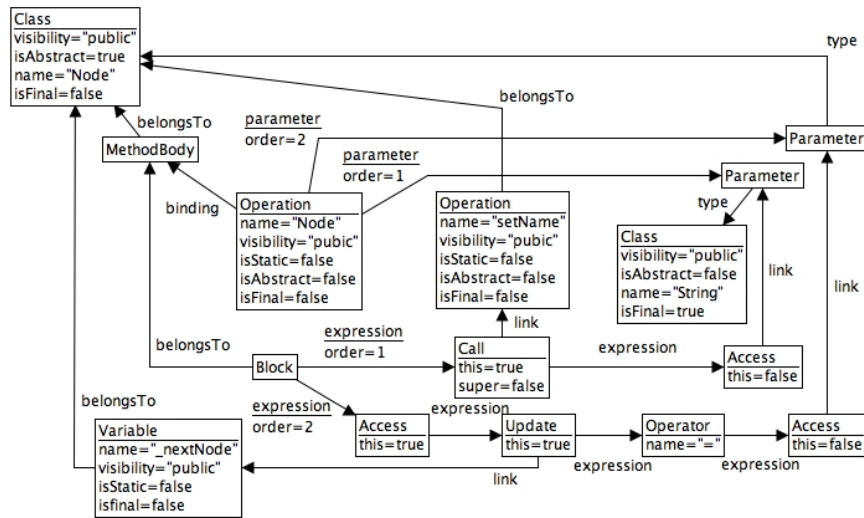 Class
visibility="public"
isAbstract=true
name="Node"
isFinal=false
type
belongsTo
belongsTo
parameter
order=2
Parameter
MethodBody
parameter
order=1
Parameter
binding
Operation
name="Node"
visibility="pubic"
isStatic=false
isAbstract=false
isFinal=false
Operation
name="setName"
visibility="pubic"
isStatic=false
isAbstract=false
isFinal=false
type
Class
visibility="public"
isAbstract=false
name="String"
isFinal=true
link
link
link
belongsTo
expression
order=1
Block
Call
this=true
super=false
expression
Access
this=false
belongsTo
expression
order=2
expression
Access
this=true
Update
this=true
Operator
name="="
Access
this=false
expression
expression
link
Variable
name="_nextNode"
visibility="public"
isStatic=false
isfinal=false